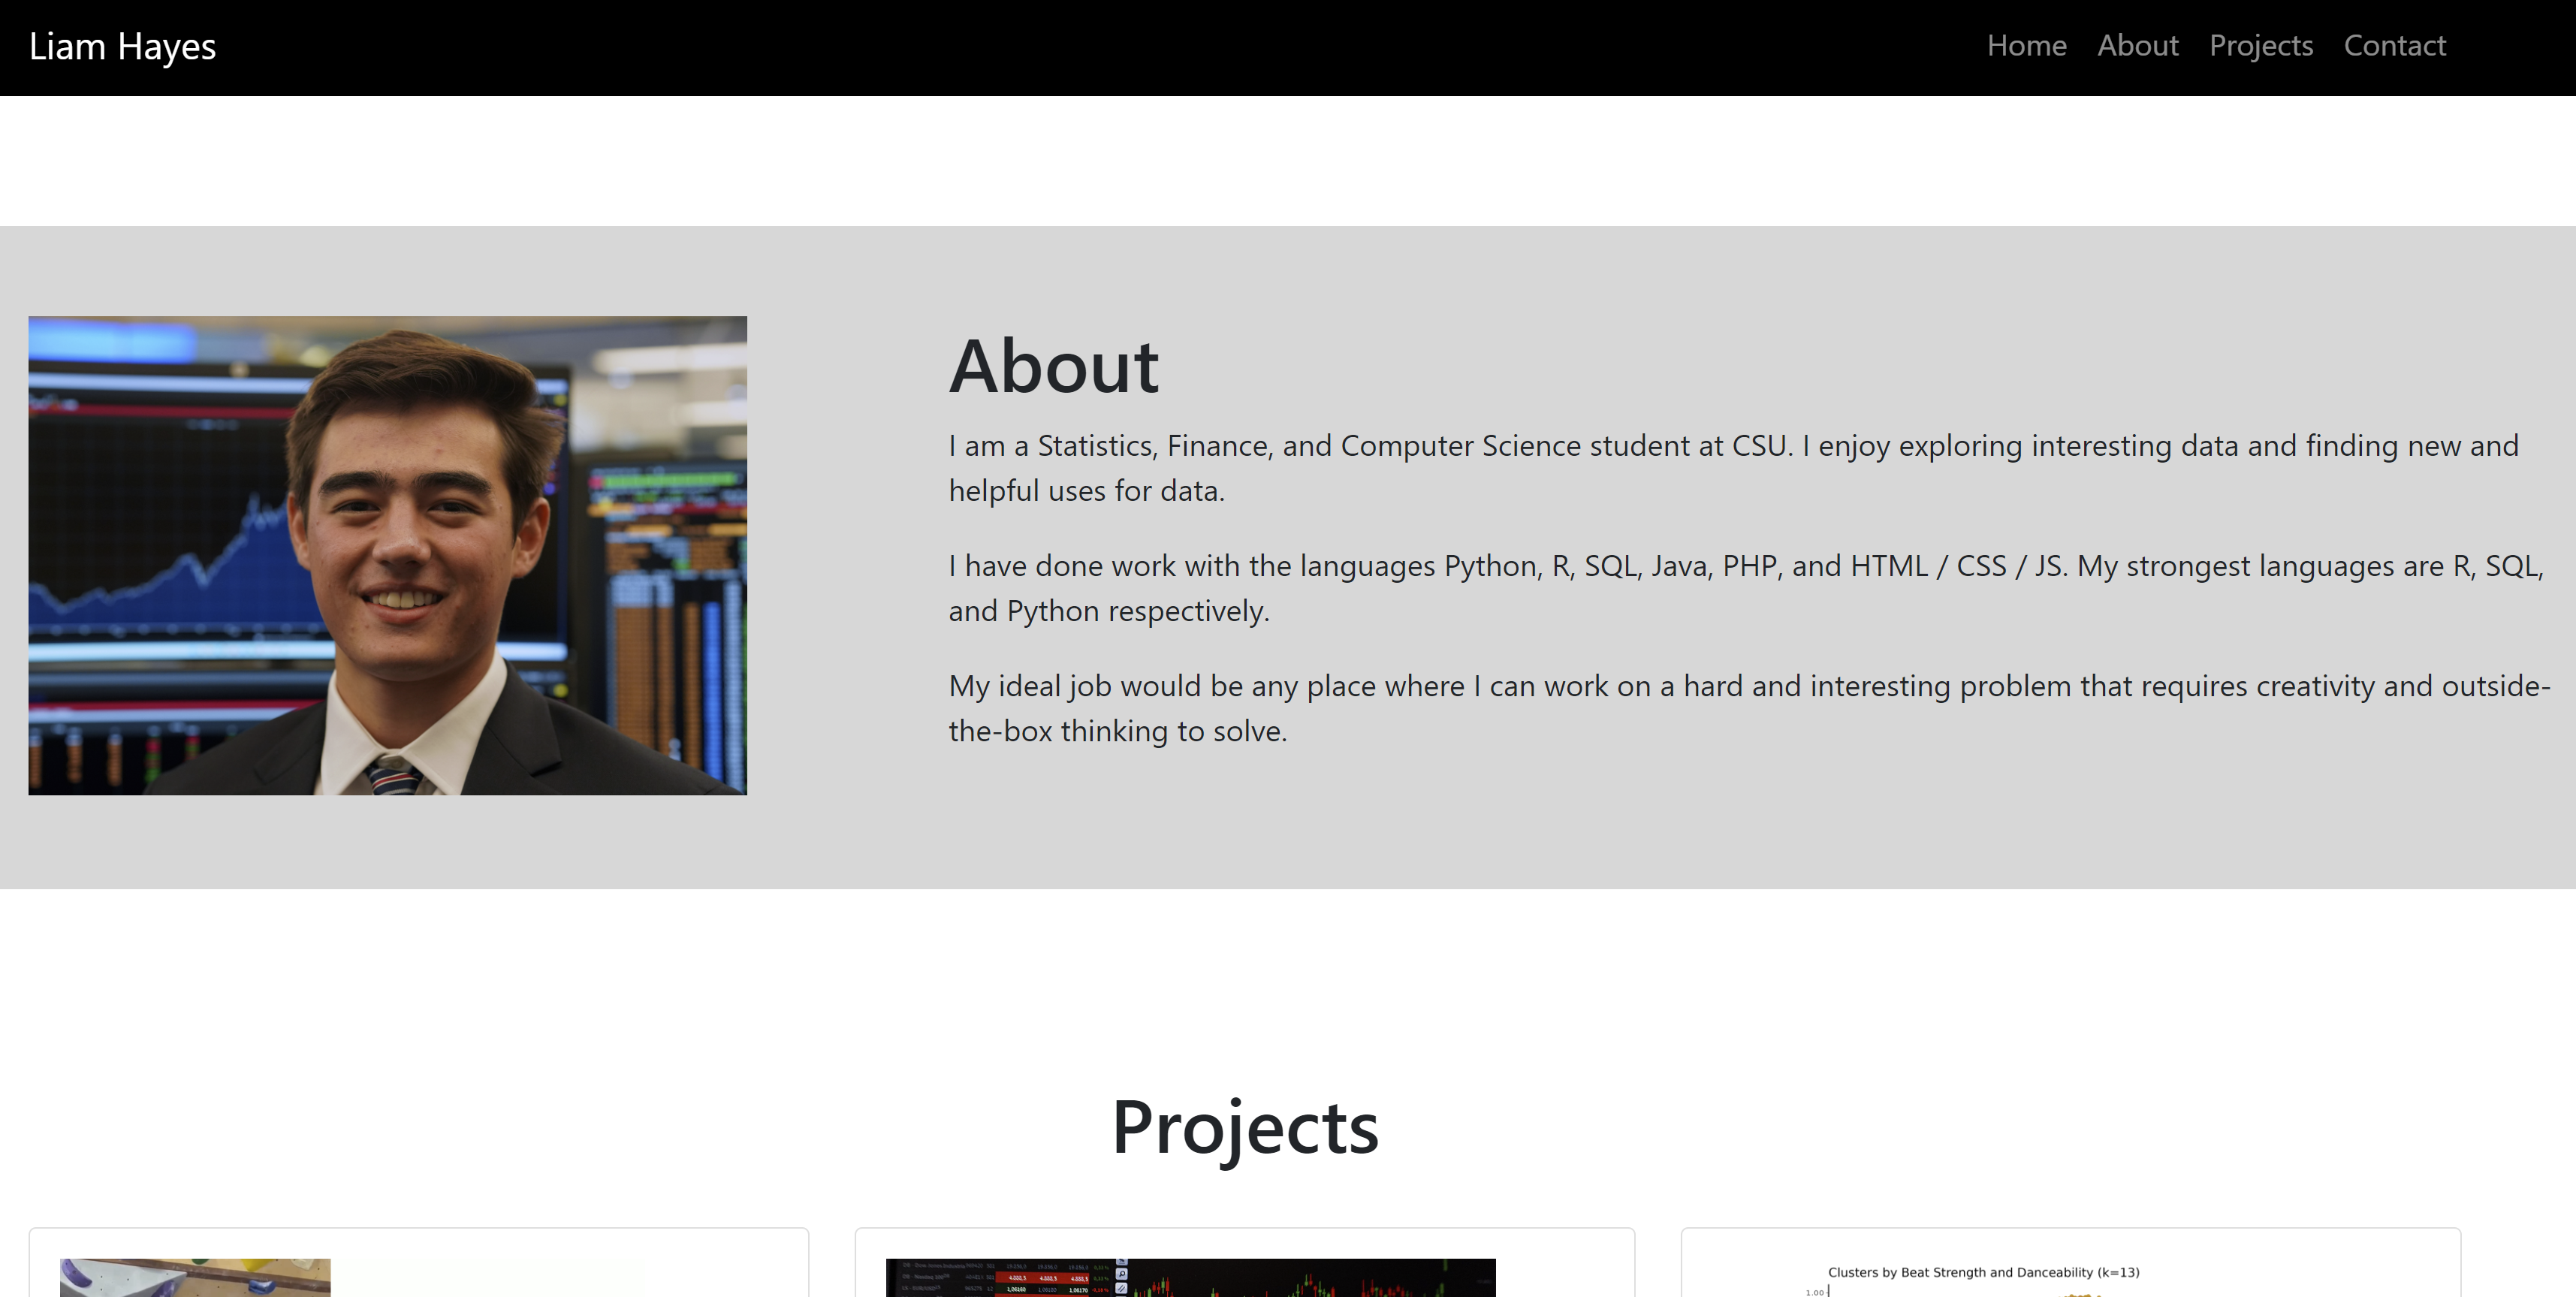 Liam Hayes
Home About Projects Contact
About
I am a Statistics, Finance, and Computer Science student at CSU. I enjoy exploring interesting data and finding new and
helpful uses for data.
I have done work with the languages Python, R, SQL, Java, PHP, and HTML / CSS / JS. My strongest languages are R, SQL,
and Python respectively.
My ideal job would be any place where I can work on a hard and interesting problem that requires creativity and outside-
the-box thinking to solve.
Projects
Clusters by Beat Strength and Danceability (k=13)
1.00